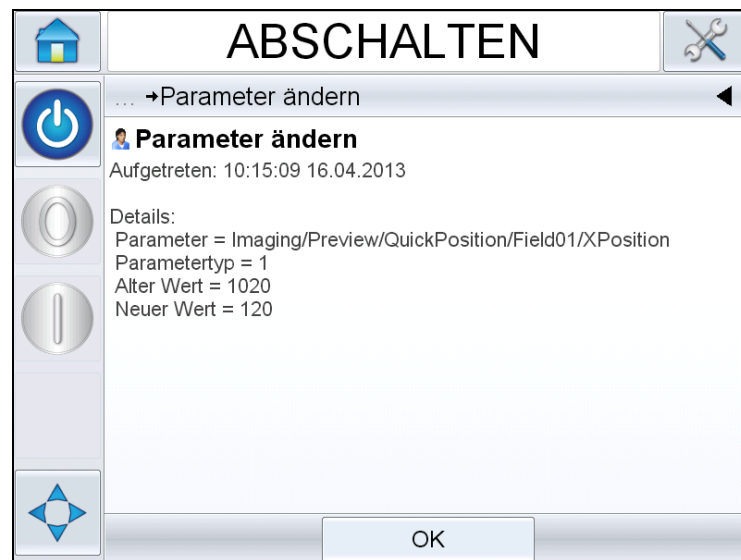 ABSCHALTEN
... →Parameter ändern
Parameter ändern
Aufgetreten: 10:15:09 16.04.2013
Details:
Parameter = Imaging/Preview/QuickPosition/Field01/XPosition
Parametertyp = 1
Alter Wert = 1020
Neuer Wert = 120
OK